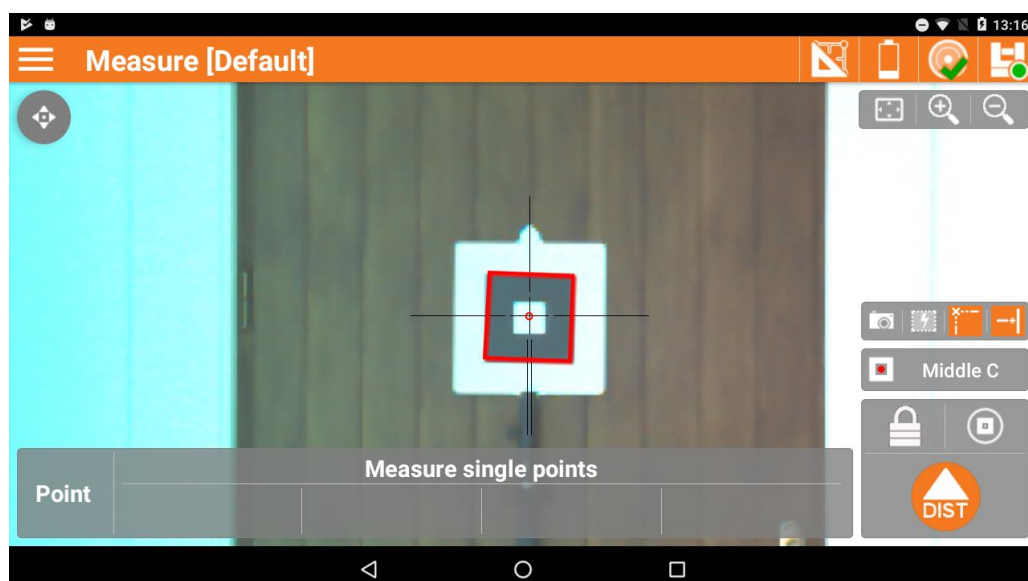 13:16
Measure [Default]
Middle C
Measure single points
Point
DIST